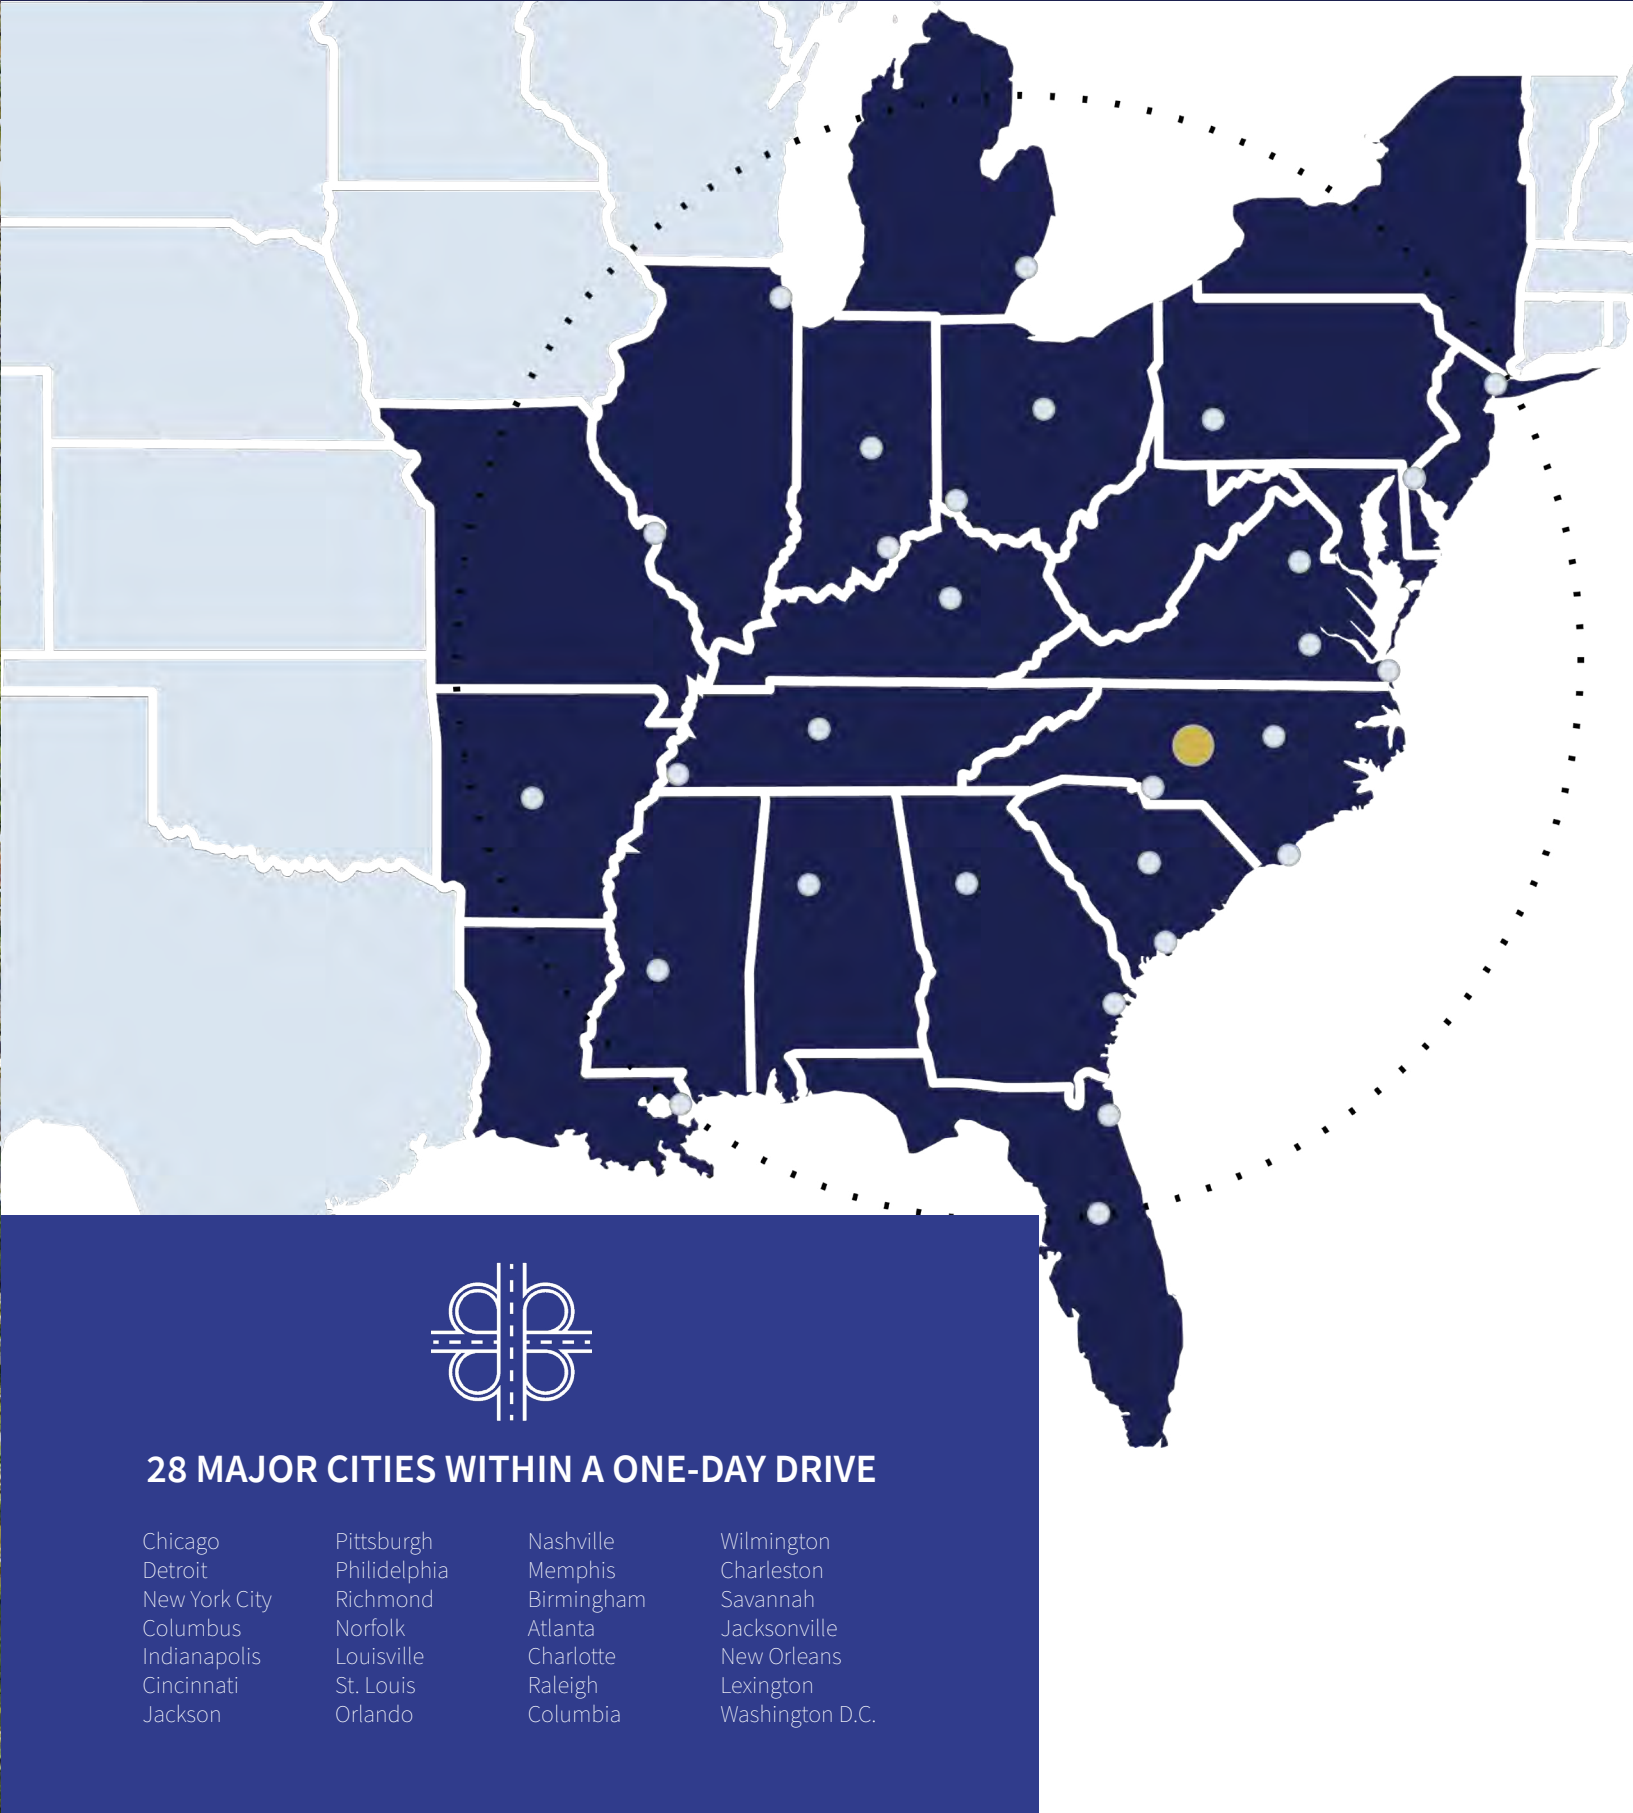 28 MAJOR CITIES WITHIN A ONE-DAY DRIVE
Chicago
Detroit
New York City
Columbus
Indianapolis
Cincinnati
Jackson
Pittsburgh
Philidelphia
Richmond
Norfolk
Louisville
St. Louis
Orlando
Nashville
Memphis
Birmingham
Atlanta
Charlotte
Raleigh
Columbia
Wilmington
Charleston
Savannah
Jacksonville
New Orleans
Lexington
Washington D.C.